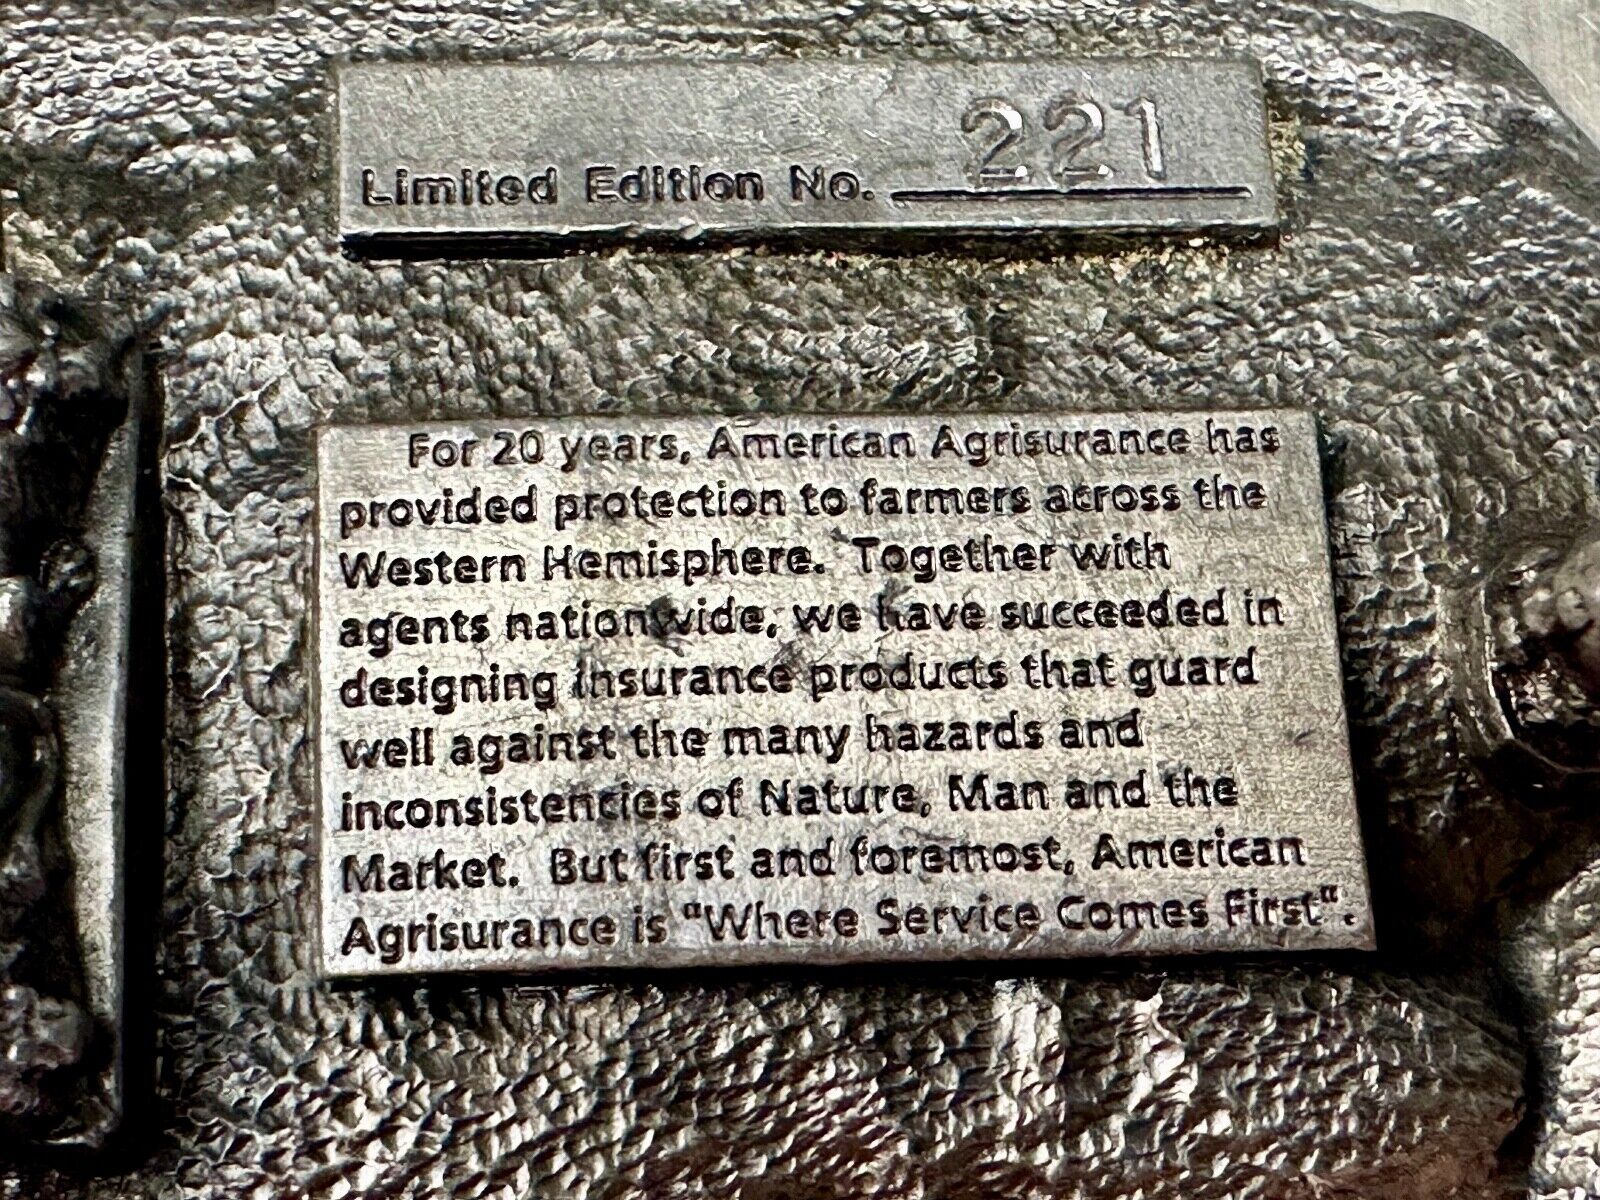 Limited Edition No. 221
For 20 years, American Agrisurance has
provided protection to farmers across the
Western Hemisphere. Together with
agents nationwide, we have succeeded in
designing insurance products that guard
well against the many hazards and
inconsistencies of Nature, Man and the
Market. But first and foremost, American
Agrisurance is "Where Service Comes First".